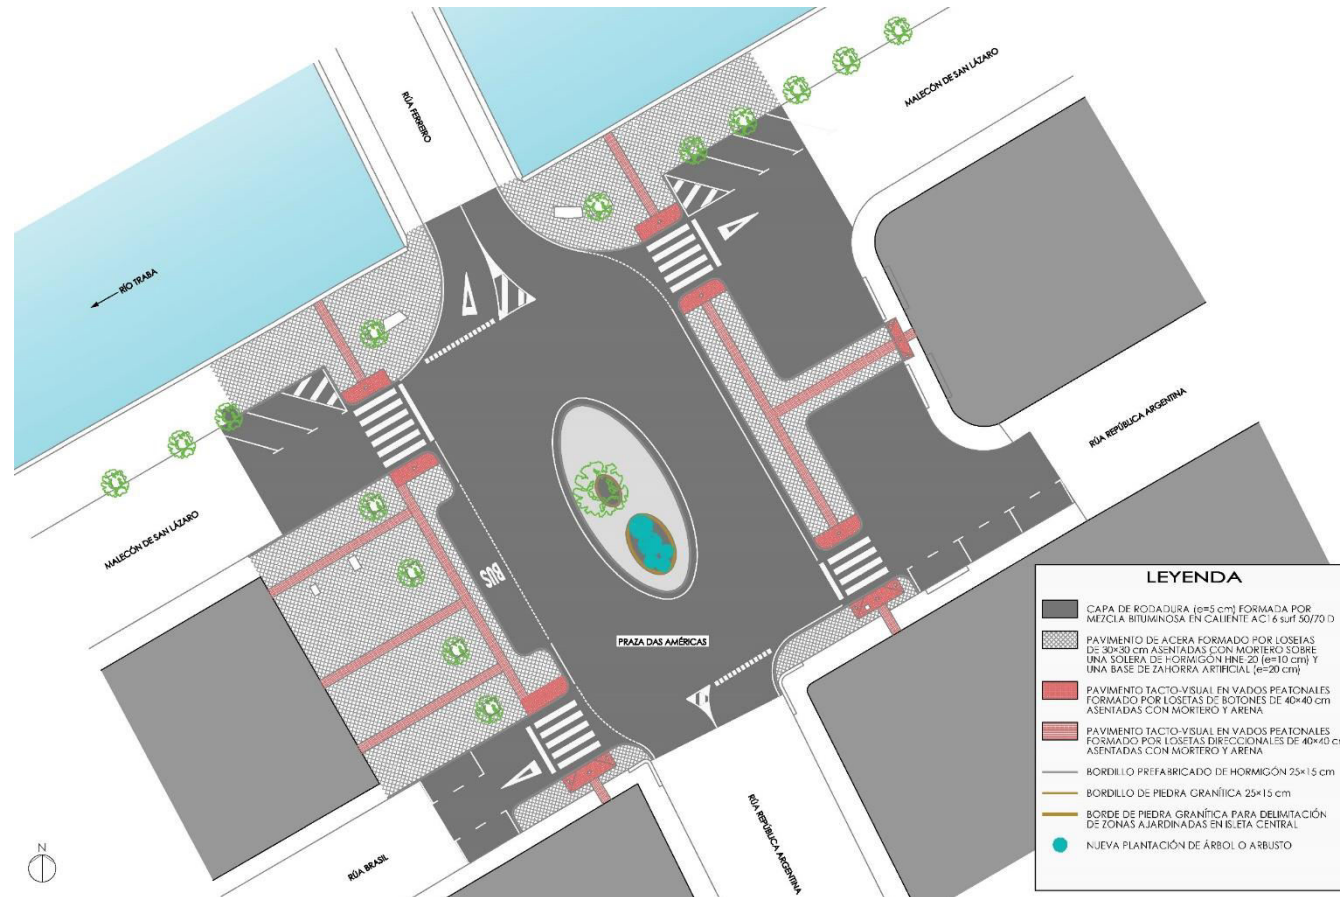 RÚA FERREIRO
MALECÓN DE SAN LÁZARO
RÍO TRABA
RÚA REPÚBLICA ARGENTINA
MALECÓN DE SAN LÁZARO
BUS
PRAZA DAS AMÉRICAS
RÚA BRASIL
RÚA REPÚBLICA ARGENTINA
N
LEYENDA
CAPA DE RODADURA (e=5 cm) FORMADA POR
MEZCLA BITUMINOSA EN CALIENTE AC16 surf 50/70 D
PAVIMENTO DE ACERA FORMADO POR LOSETAS
DE 30×30 cm ASENTADAS CON MORTERO SOBRE
UNA SOLERA DE HORMIGÓN HNE-20 (e=10 cm) Y
UNA BASE DE ZAHORRA ARTIFICIAL (e=20 cm)
PAVIMENTO TACTO-VISUAL EN VADOS PEATONALES
FORMADO POR LOSETAS DE BOTONES DE 40×40 cm
ASENTADAS CON MORTERO Y ARENA
PAVIMENTO TACTO-VISUAL EN VADOS PEATONALES
FORMADO POR LOSETAS DIRECCIONALES DE 40×40 c
ASENTADAS CON MORTERO Y ARENA
BORDILLO PREFABRICADO DE HORMIGÓN 25×15 cm
BORDILLO DE PIEDRA GRANÍTICA 25×15 cm
BORDE DE PIEDRA GRANÍTICA PARA DELIMITACIÓN
DE ZONAS AJARDINADAS EN ISLETA CENTRAL
NUEVA PLANTACIÓN DE ÁRBOL O ARBUSTO